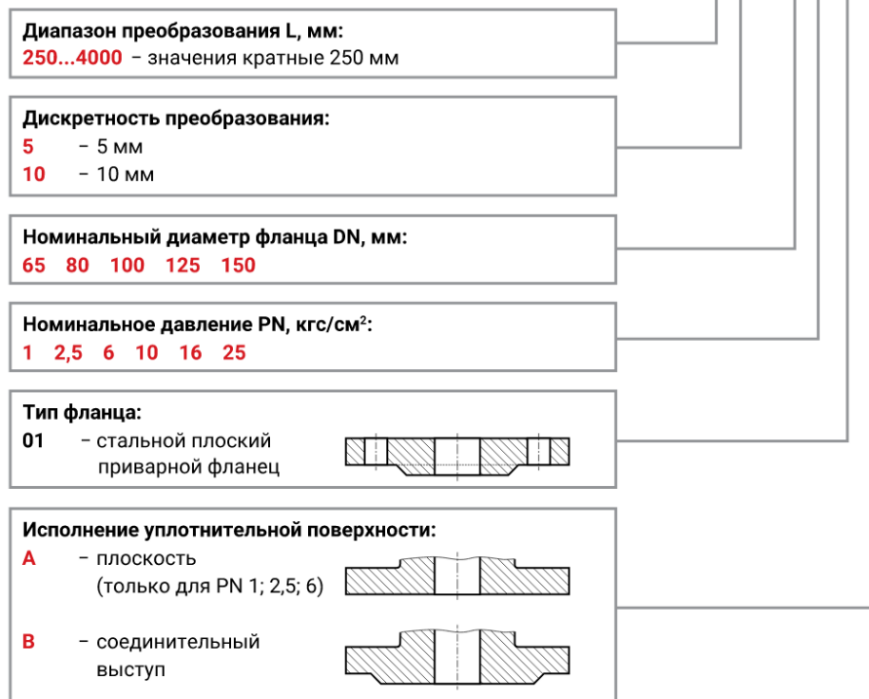 Диапазон преобразования L, мм:
250...4000 – значения кратные 250 мм
Дискретность преобразования:
5 – 5 мм
10 – 10 мм
Номинальный диаметр фланца DN, мм:
65 80 100 125 150
Номинальное давление PN, кгс/см²:
1 2,5 6 10 16 25
Тип фланца:
01 – стальной плоский
приварной фланец
Исполнение уплотнительной поверхности:
A – плоскость
(только для PN 1; 2,5; 6)
B – соединительный
выступ